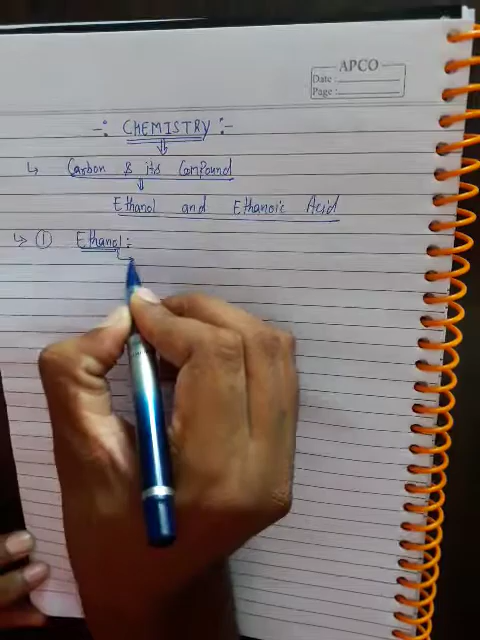 APCO
Date :
Page :
-: CHEMISTRY :-
↳ Carbon & its Compound
Ethanol and Ethanoic Acid
↳ ① Ethanol :